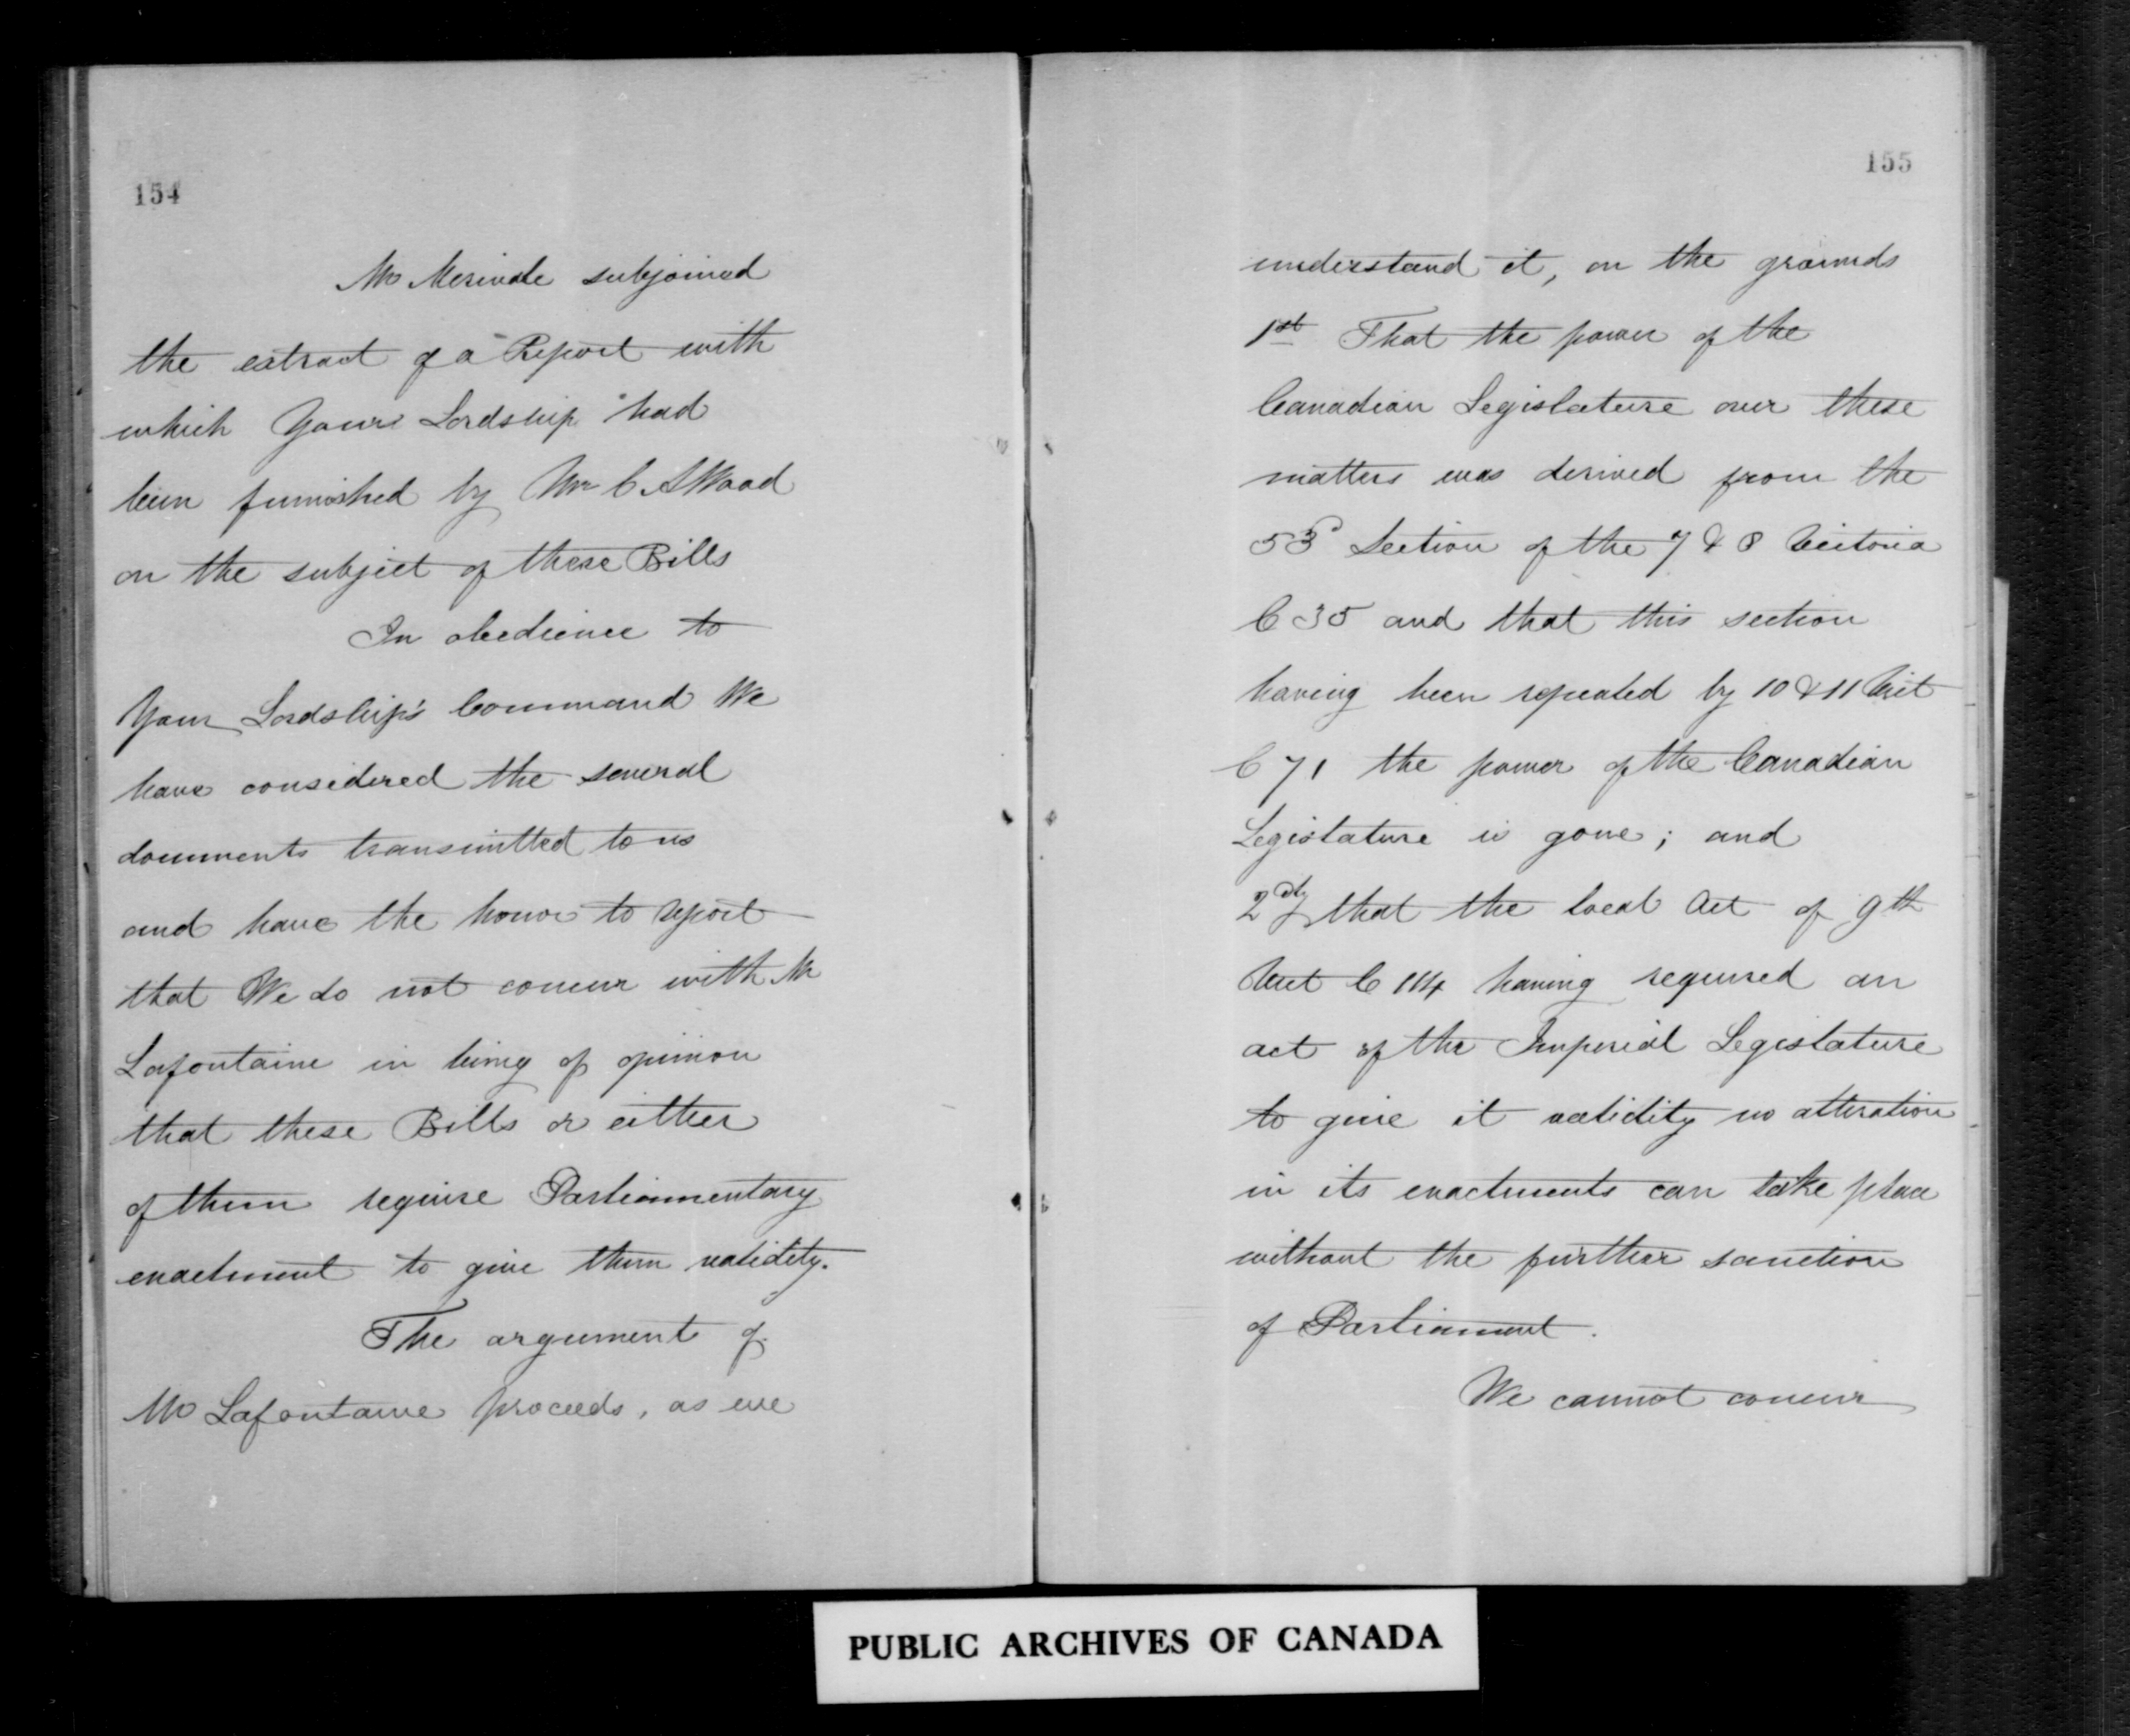 154
Mr Merivale subjoined
the extract of a Report with
which Your Lordship had
been furnished by Mr C. A Wood
on the subject of these Bills
In obedience to
Your Lordship's Command We
have considered the several
documents transmitted to us
and have the honor to report
that We do not concur with Mr
Lafontaine in being of opinion
that these Bills or either
of them require Parliamentary
enactment to give them validity.
The argument of
Mr Lafontaine proceeds, as we
155
understand it, on the grounds
1st That the power of the
Canadian Legislature over these
matters was derived from the
53d Section of the 7 & 8 Victoria
C 35 and that this section
having been repealed by 10 & 11 Vict
C 71 the power of the Canadian
Legislature is gone; and
2dly that the local Act of 9th
Vict C 114 having required an
act of the Imperial Legislature
to give it validity no alteration
in its enactments can take place
without the further sanction
of Parliament.
We cannot concur
PUBLIC ARCHIVES OF CANADA